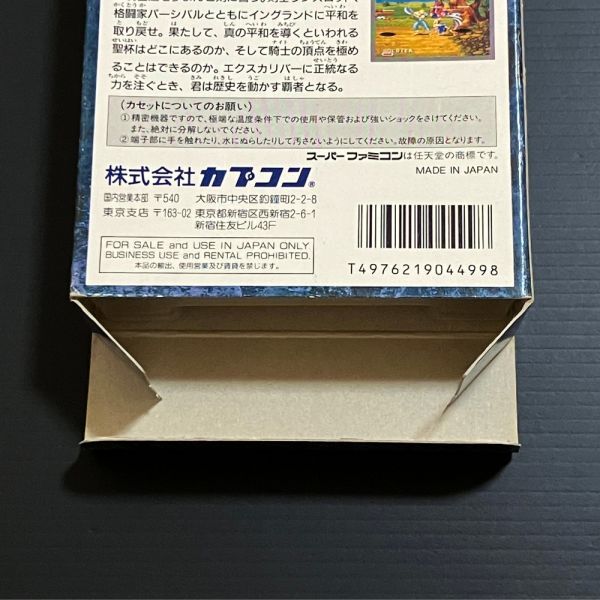 格闘家パーシバルとともにイングランドに平和を
取り戻せ。果たして、真の平和を導くといわれる
聖杯はどこにあるのか、そして騎士の頂点を極め
ることはできるのか。エクスカリバーに正統なる
力を注ぐとき、君は歴史を動かす覇者となる。
〈カセットについてのお願い〉
①精密機器ですので、極端な温度条件下での使用や保管および強いショックをさけてください。
また、絶対に分解しないでください。
②端子部に手を触れたり、水にぬらしたりして汚さないようにしてください。故障の原因となります。
スーパーファミコンは任天堂の商標です。
株式会社カプコン®
MADE IN JAPAN
国内営業本部 〒540 大阪市中央区釣鐘町2-2-8
東京支店 〒163-02 東京都新宿区西新宿2-6-1
新宿住友ビル43F
FOR SALE and USE IN JAPAN ONLY
BUSINESS USE and RENTAL PROHIBITED.
本品の輸出、使用営業及び賃貸を禁じます。
T4976219044998